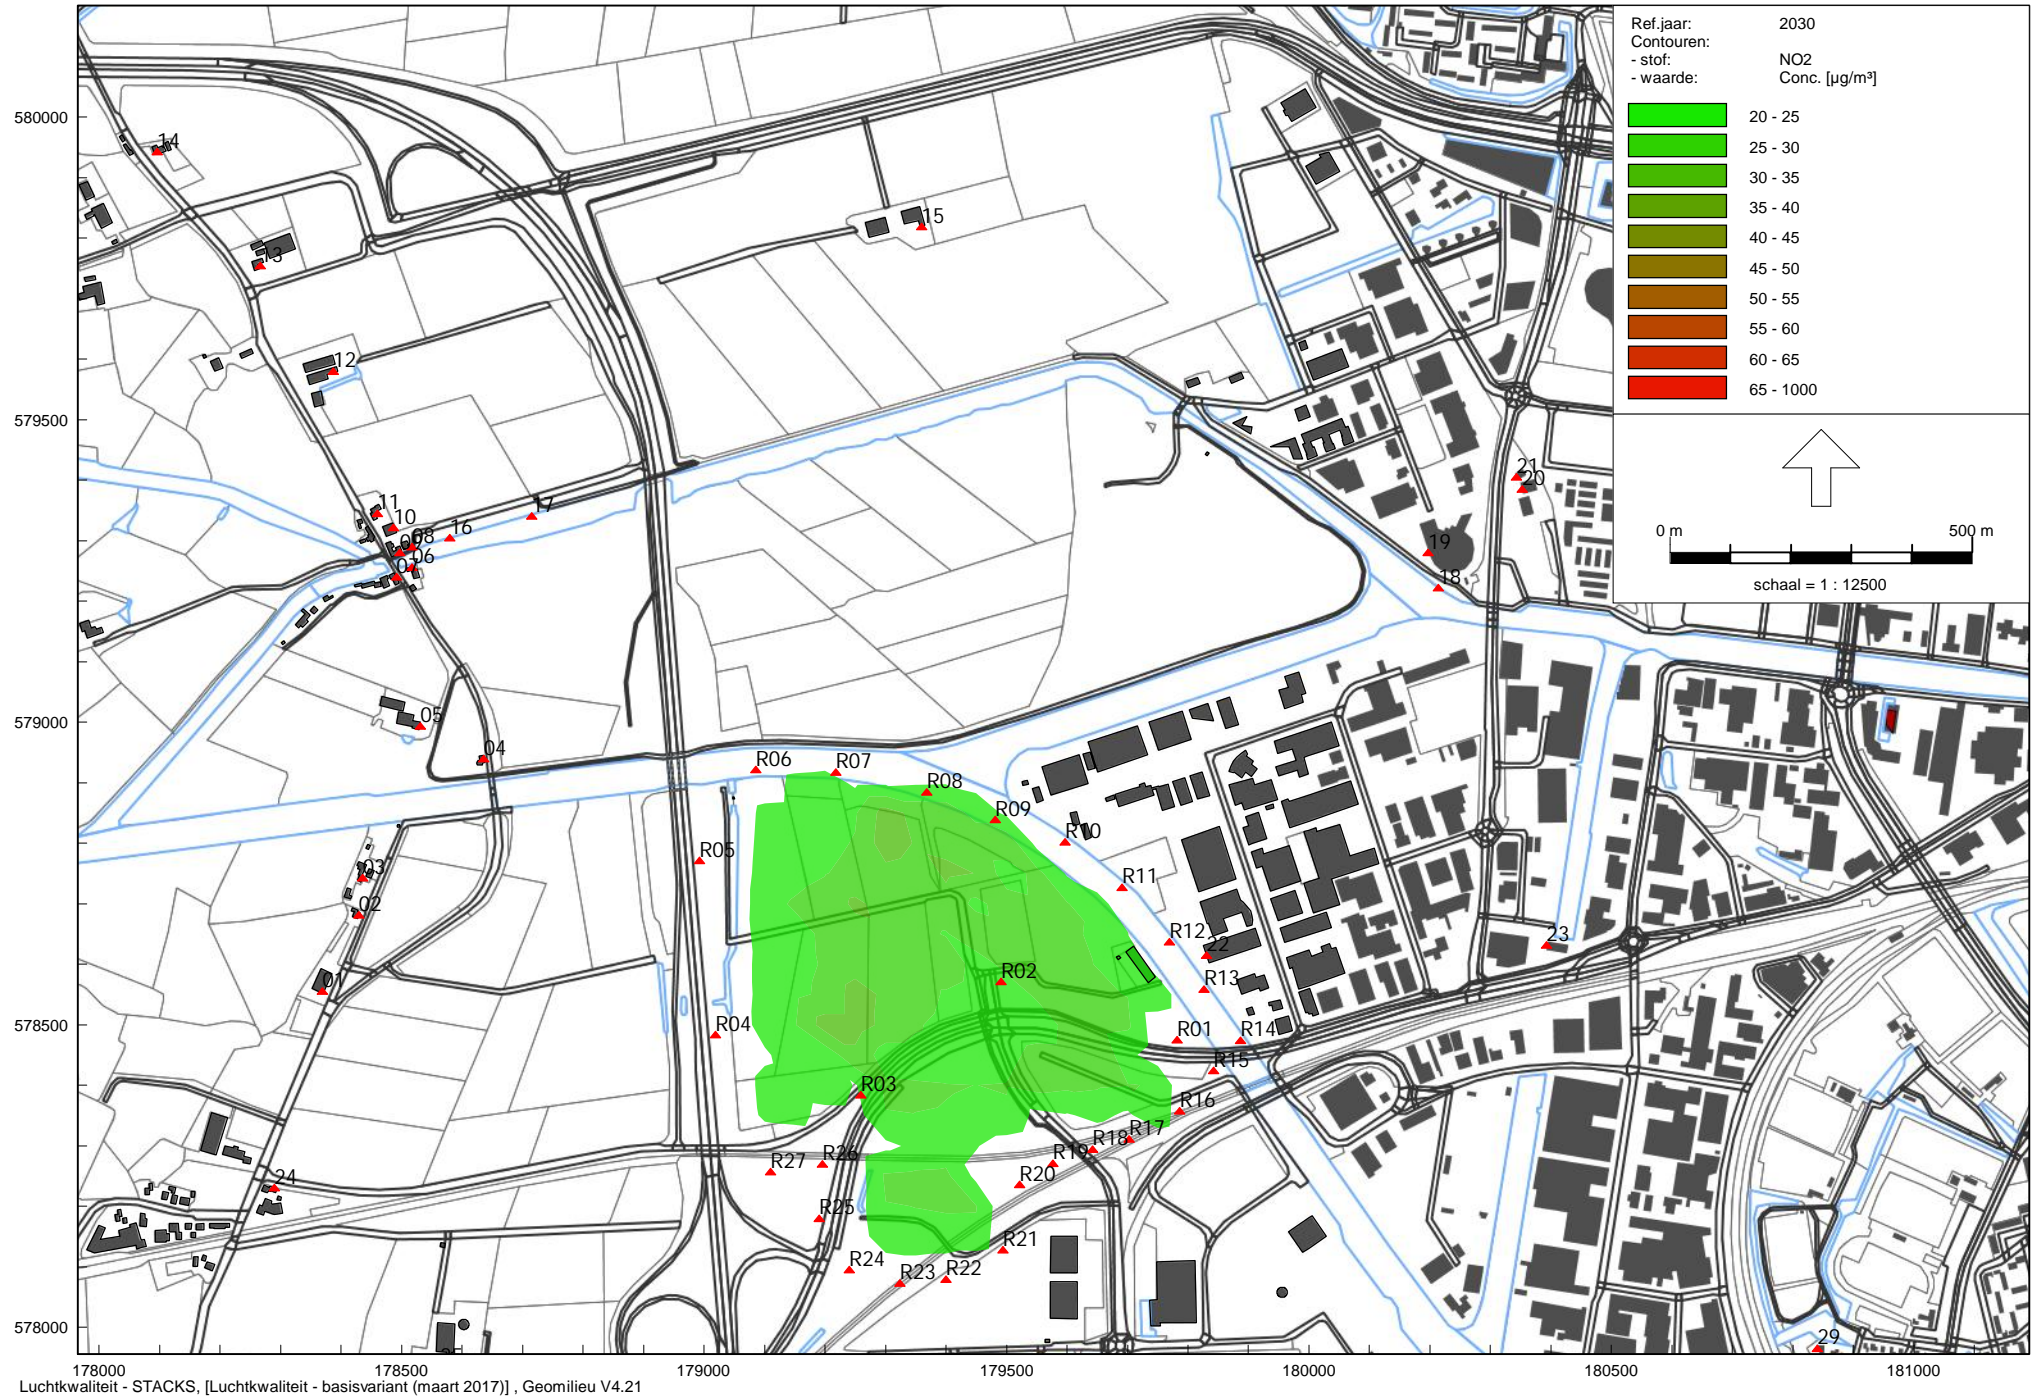 Ref.jaar: 2030
Contouren:
- stof: NO2
- waarde: Conc. [µg/m³]
20 - 25
25 - 30
30 - 35
35 - 40
40 - 45
45 - 50
50 - 55
55 - 60
60 - 65
65 - 1000
0 m 500 m
schaal = 1 : 12500
580000
579500
579000
578500
578000
14
15
13
12
21
20
11
10
17
16
08
09
06
07
19
18
05
04
R06
R07
R08
R09
R10
R05
03
R11
02
R12
22
23
01
R02
R13
R04
R01
R14
R15
R03
R16
R17
R18
R19
R26
R27
R20
24
R25
R21
R24
R23
R22
29
178000 178500 179000 179500 180000 180500 181000
Luchtkwaliteit - STACKS, [Luchtkwaliteit - basisvariant (maart 2017)] , Geomilieu V4.21